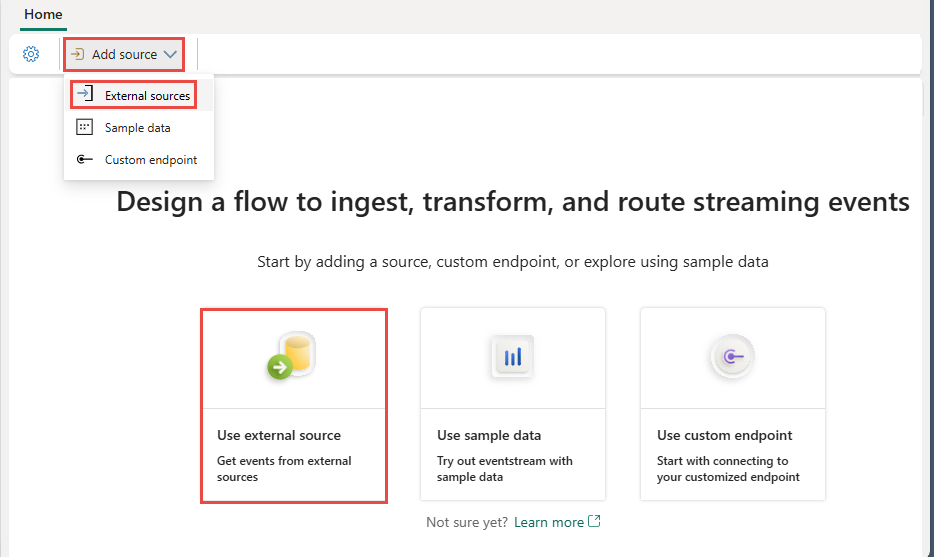 Home
Add source
External sources
Sample data
Custom endpoint
Design a flow to ingest, transform, and route streaming events
Start by adding a source, custom endpoint, or explore using sample data
Use external source
Get events from external
sources
Use sample data
Try out eventstream with
sample data
Use custom endpoint
Start with connecting to
your customized endpoint
Not sure yet? Learn more